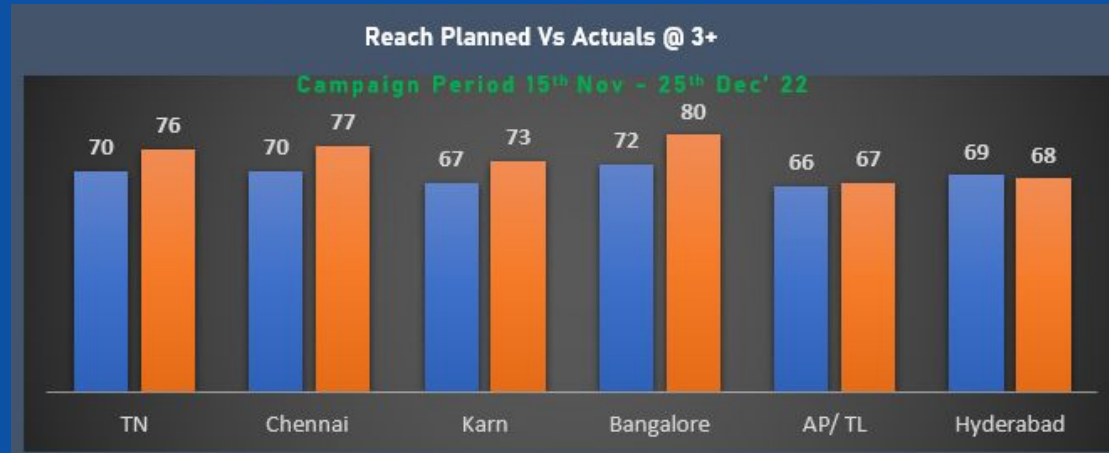 Reach Planned Vs Actuals @ 3+
Campaign Period 15th Nov - 25th Dec' 22
70 76 70 77 67 73 72 80 66 67 69 68
TN Chennai Karn Bangalore AP/ TL Hyderabad